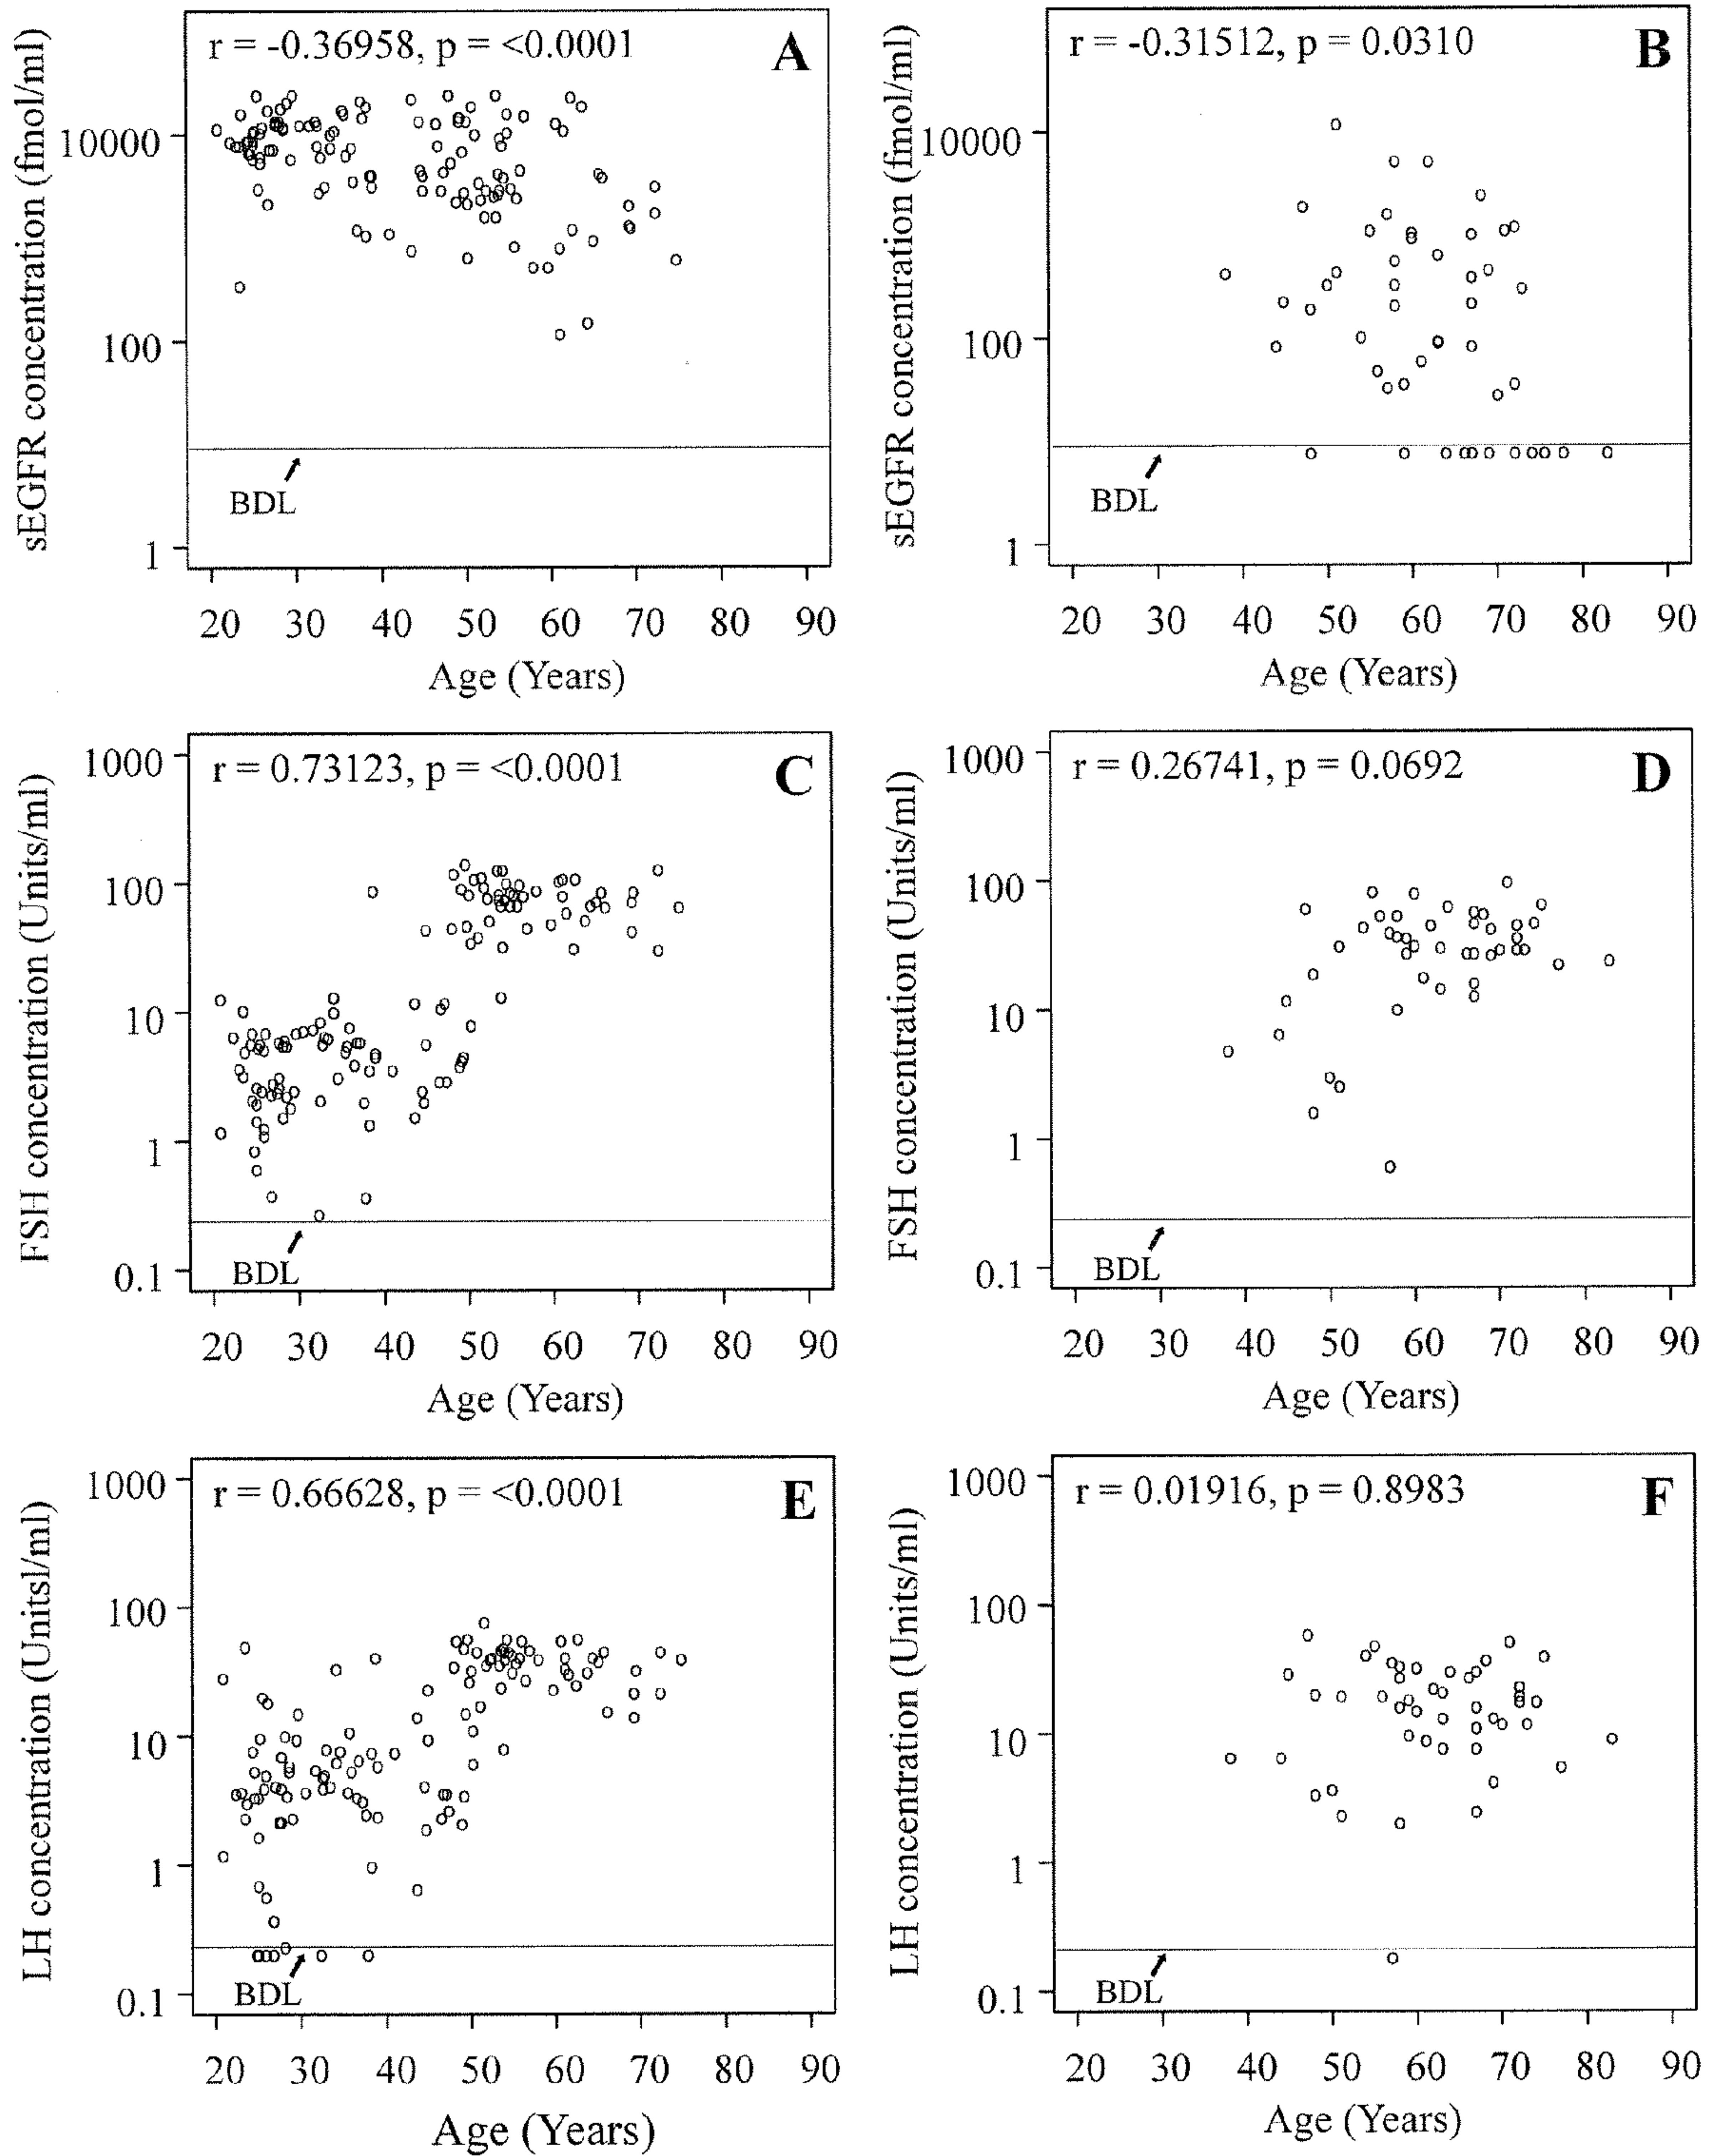 r = -0.36958, p = <0.0001
A
sEGFR concentration (fmol/ml)
10000
100
1
BDL
20 30 40 50 60 70 80 90
Age (Years)
r = -0.31512, p = 0.0310
B
sEGFR concentration (fmol/ml)
10000
100
1
BDL
20 30 40 50 60 70 80 90
Age (Years)
r = 0.73123, p = <0.0001
C
FSH concentration (Units/ml)
1000
100
10
1
0.1
BDL
20 30 40 50 60 70 80 90
Age (Years)
r = 0.26741, p = 0.0692
D
FSH concentration (Units/ml)
1000
100
10
1
0.1
BDL
20 30 40 50 60 70 80 90
Age (Years)
r = 0.66628, p = <0.0001
E
LH concentration (Unitsl/ml)
1000
100
10
1
0.1
BDL
20 30 40 50 60 70 80 90
Age (Years)
r = 0.01916, p = 0.8983
F
LH concentration (Units/ml)
1000
100
10
1
0.1
BDL
20 30 40 50 60 70 80 90
Age (Years)